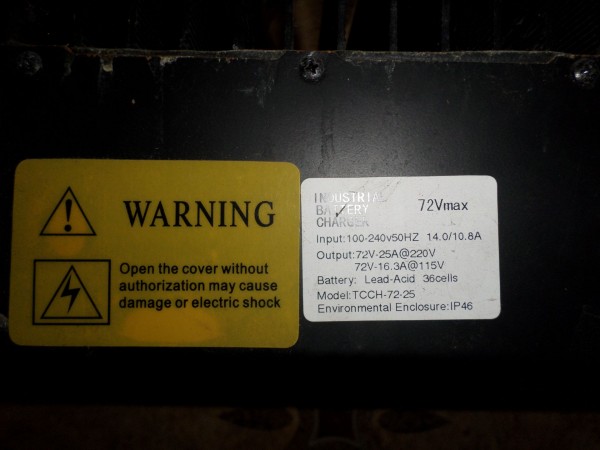 WARNING
Open the cover without
authorization may cause
damage or electric shock
INDUSTRIAL
BATTERY 72Vmax
CHARGER
Input:100-240v50HZ 14.0/10.8A
Output:72V-25A@220V
72V-16.3A@115V
Battery: Lead-Acid 36cells
Model:TCCH-72-25
Environmental Enclosure:IP46